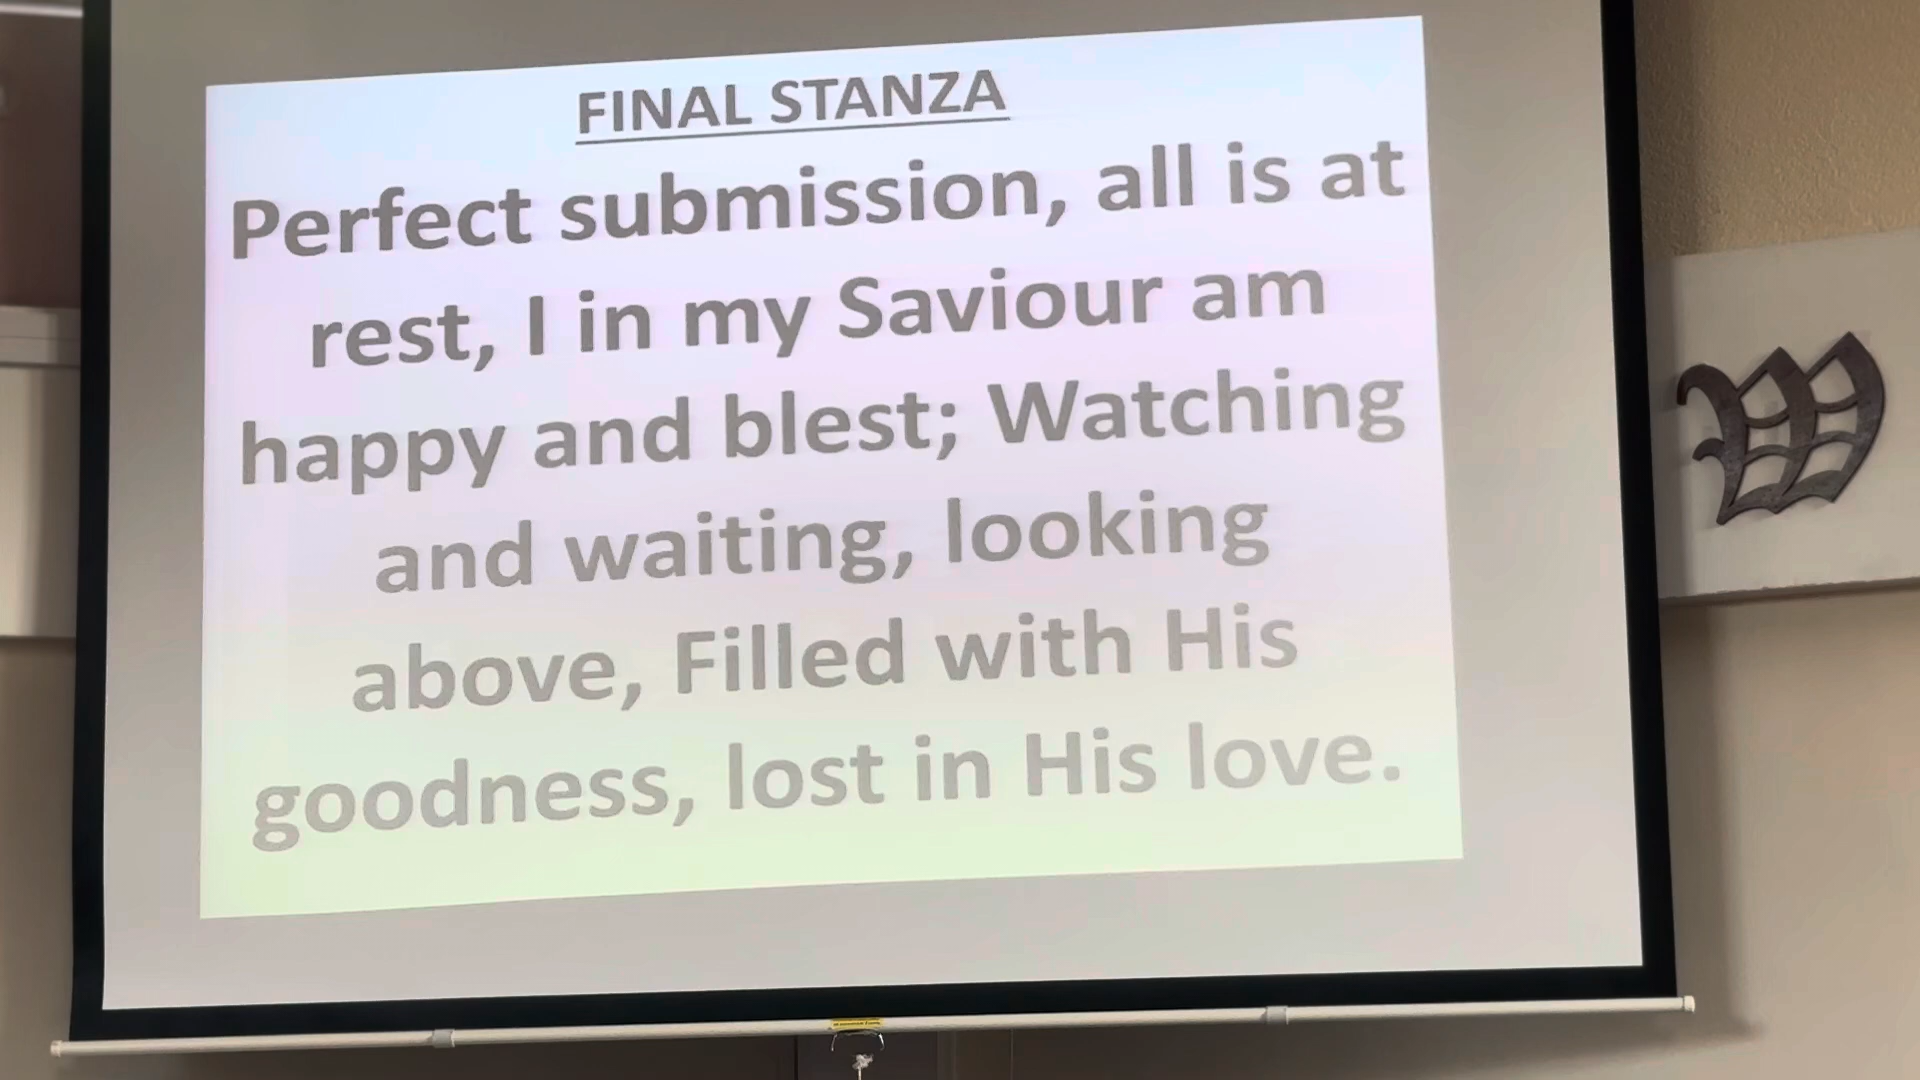 FINAL STANZA
Perfect submission, all is at
rest, I in my Saviour am
happy and blest; Watching
and waiting, looking
above, Filled with His
goodness, lost in His love.
W